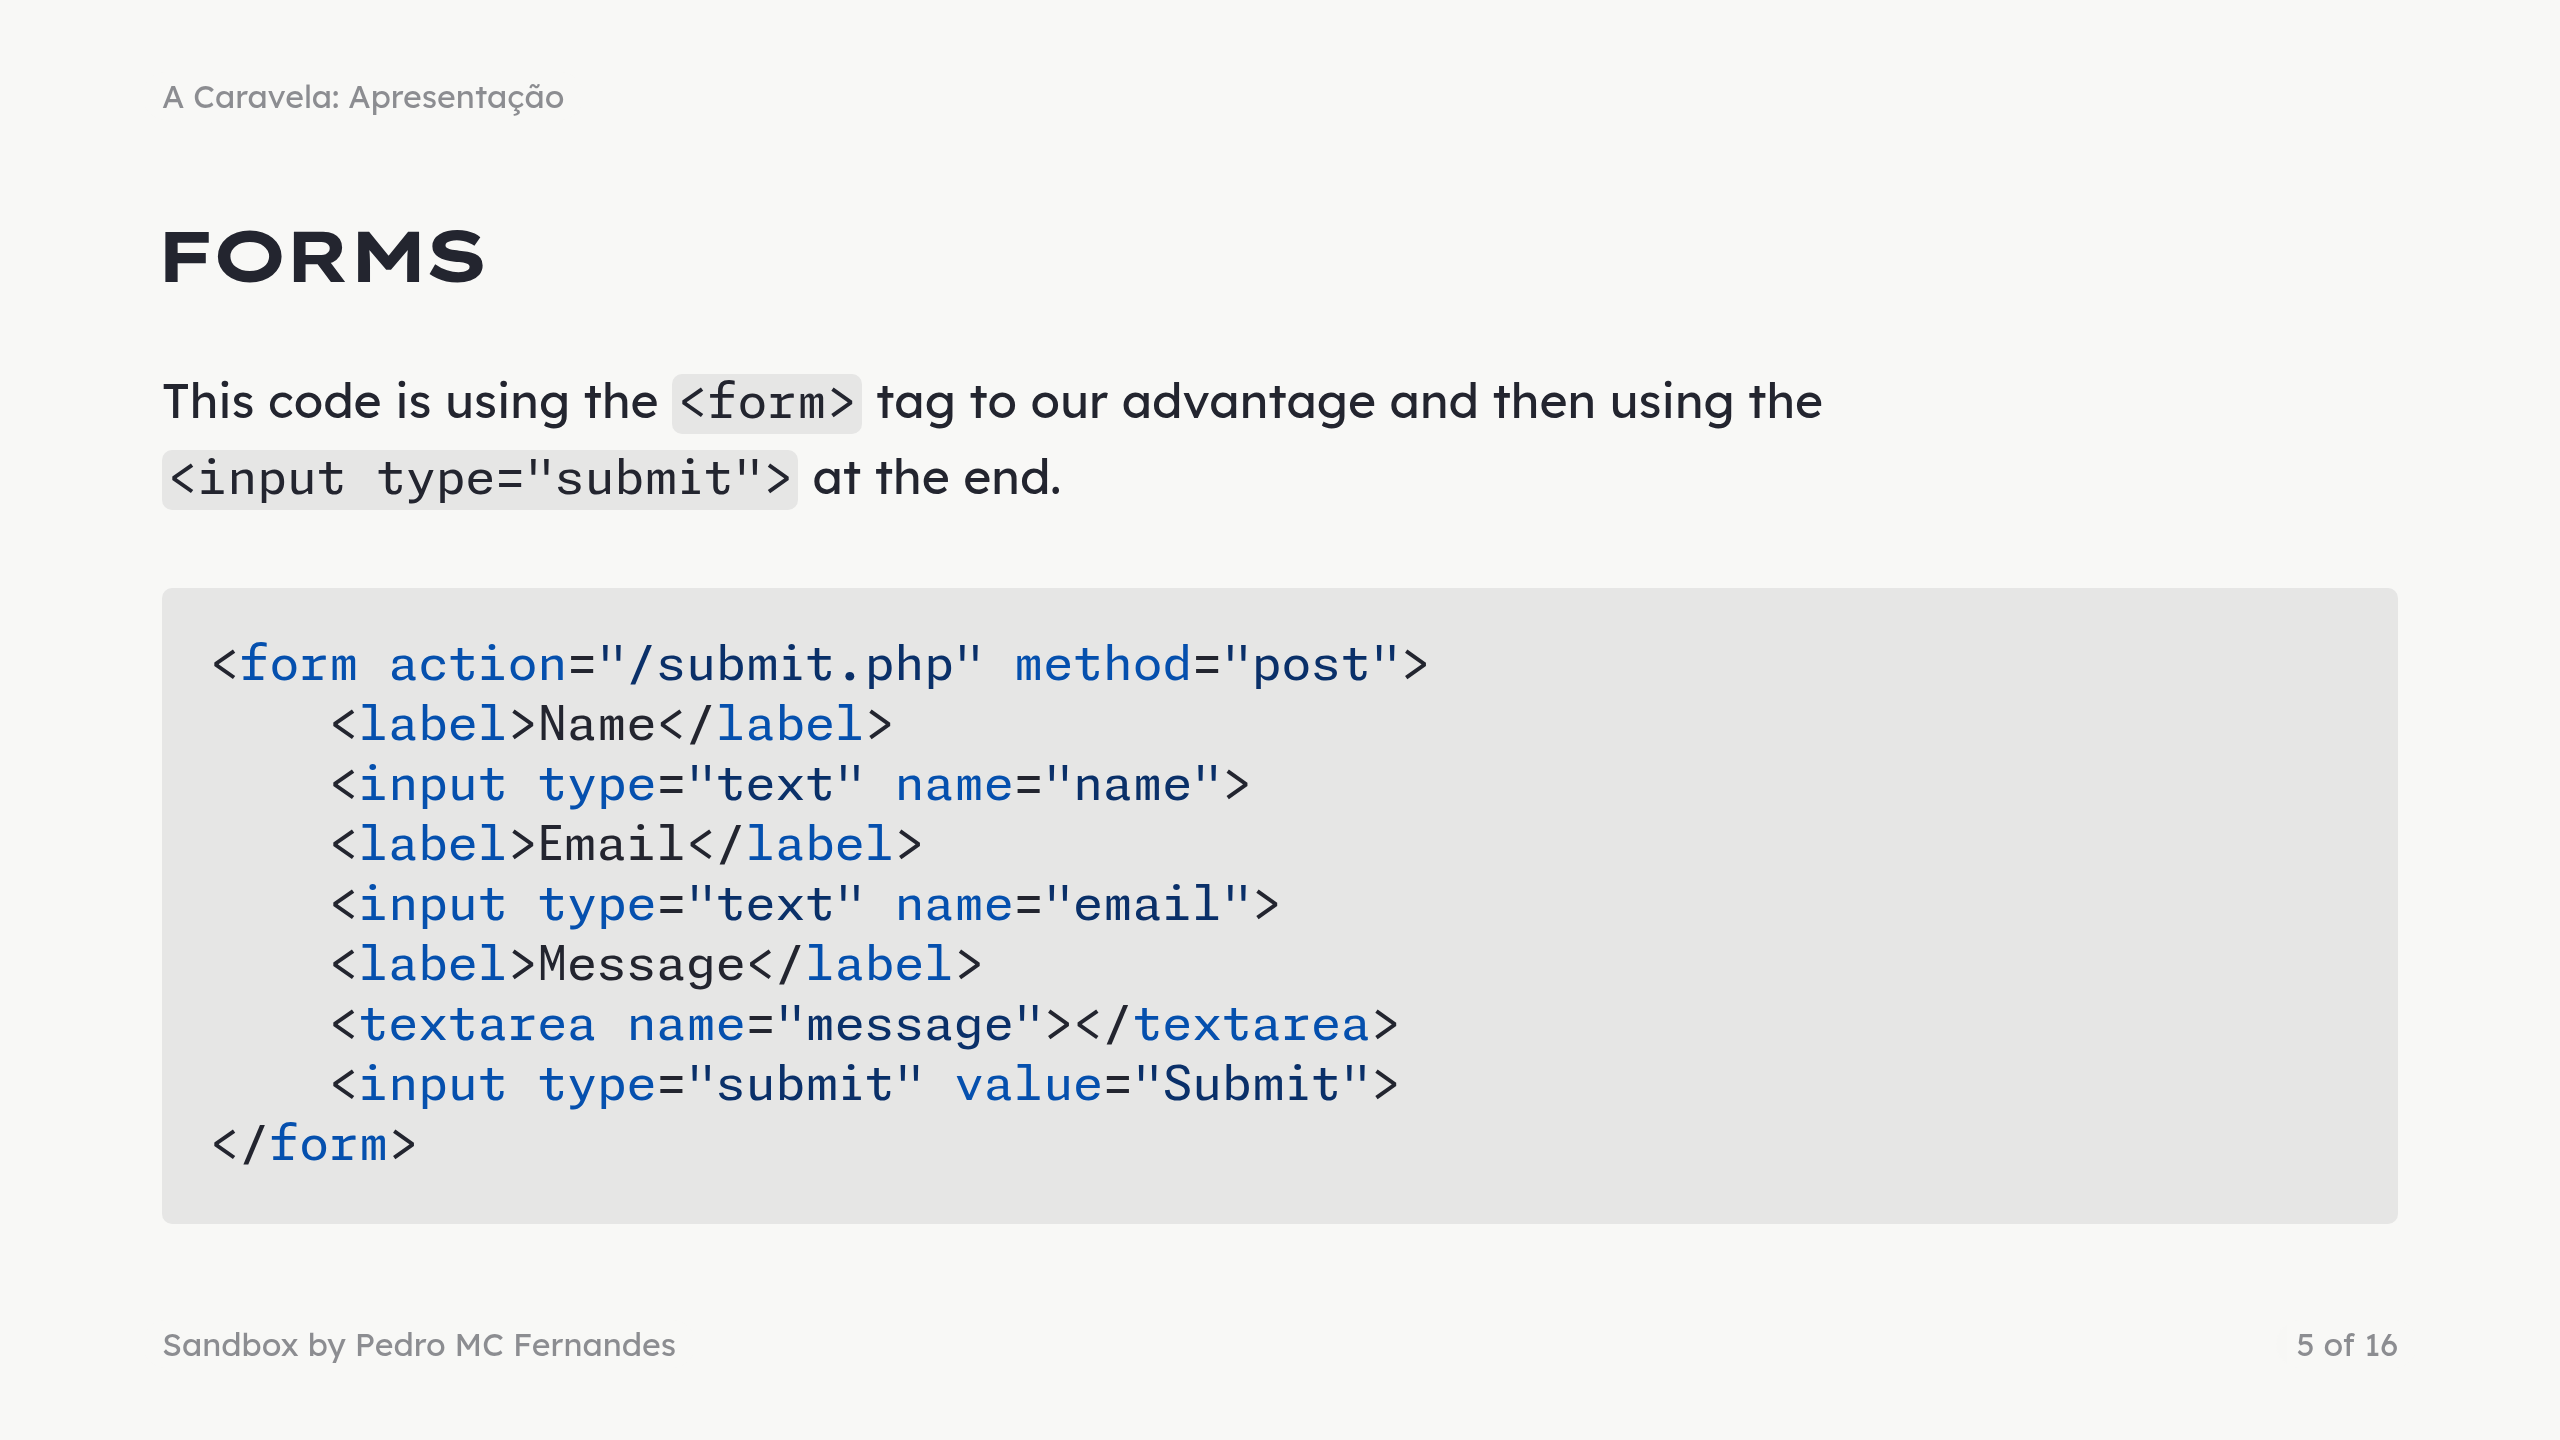 A Caravela: Apresentação
FORMS
This code is using the <form> tag to our advantage and then using the
<input type="submit"> at the end.
<form action="/submit.php" method="post">
    <label>Name</label>
    <input type="text" name="name">
    <label>Email</label>
    <input type="text" name="email">
    <label>Message</label>
    <textarea name="message"></textarea>
    <input type="submit" value="Submit">
</form>
Sandbox by Pedro MC Fernandes
5 of 16